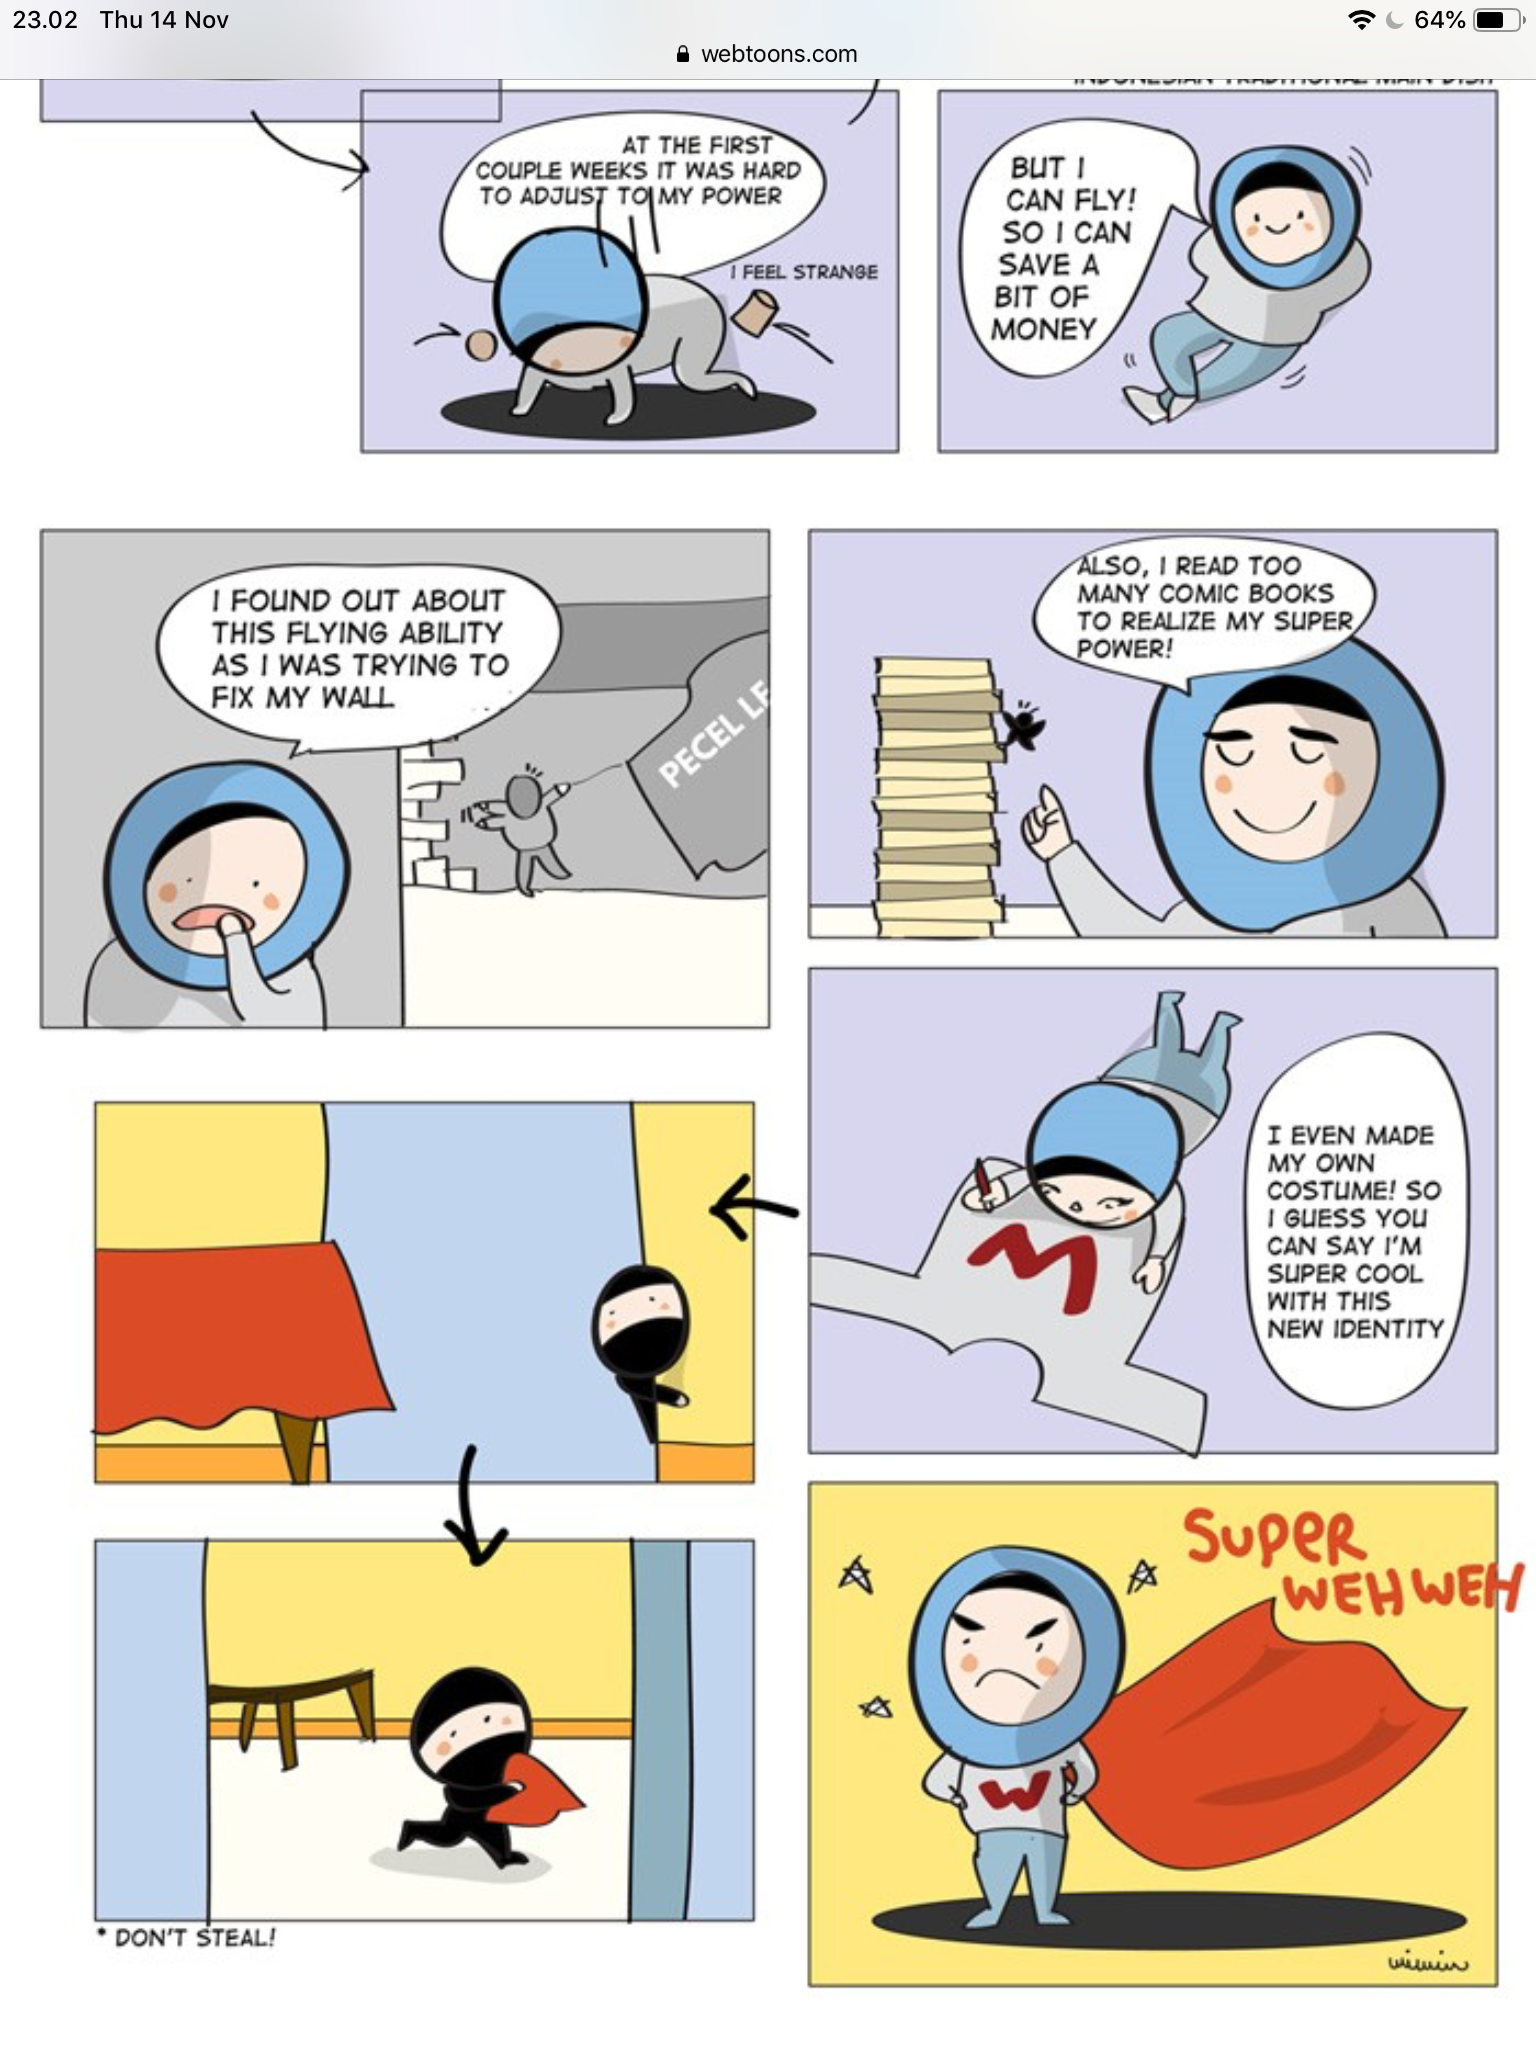 23.02 Thu 14 Nov
64%
webtoons.com
INDONESIAN TRADITIONAL MAIN DISH
AT THE FIRST
COUPLE WEEKS IT WAS HARD
TO ADJUST TO MY POWER
I FEEL STRANGE
BUT I
CAN FLY!
SO I CAN
SAVE A
BIT OF
MONEY
I FOUND OUT ABOUT
THIS FLYING ABILITY
AS I WAS TRYING TO
FIX MY WALL
PECEL LE
ALSO, I READ TOO
MANY COMIC BOOKS
TO REALIZE MY SUPER
POWER!
M
I EVEN MADE
MY OWN
COSTUME! SO
I GUESS YOU
CAN SAY I'M
SUPER COOL
WITH THIS
NEW IDENTITY
* DON'T STEAL!
SUPER
WEHWEH
W